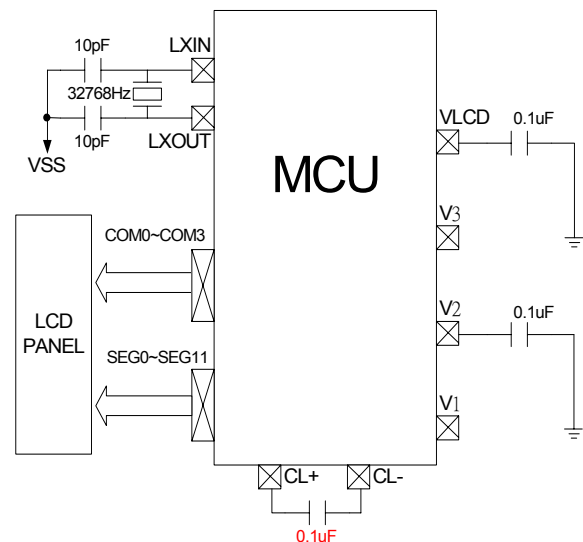 LXIN
10pF
32768Hz
10pF
LXOUT
VSS
VLCD
0.1uF
MCU
V3
COM0~COM3
LCD
PANEL
V2
0.1uF
SEG0~SEG11
V1
CL+
CL-
0.1uF